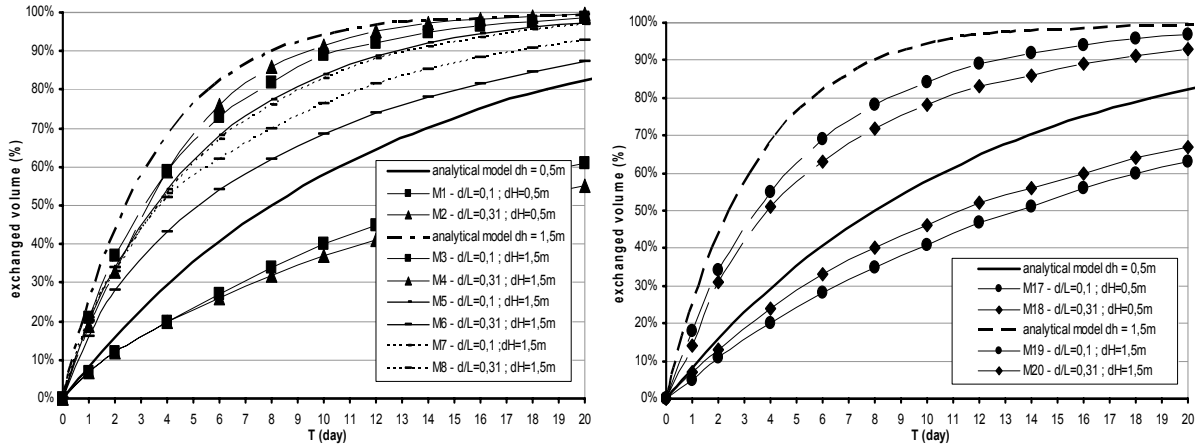 exchanged volume (%)
100%
90%
80%
70%
60%
50%
40%
30%
20%
10%
0%
0 1 2 3 4 5 6 7 8 9 10 11 12 13 14 15 16 17 18 19 20
T (day)
analytical model dh = 0,5m
M1 - d/L=0,1 ; dH=0,5m
M2 - d/L=0,31 ; dH=0,5m
analytical model dh = 1,5m
M3 - d/L=0,1 ; dH=1,5m
M4 - d/L=0,31 ; dH=1,5m
M5 - d/L=0,1 ; dH=1,5m
M6 - d/L=0,31 ; dH=1,5m
M7 - d/L=0,1 ;dH=1,5m
M8 - d/L=0,31 ; dH=1,5m
exchanged volume (%)
100%
90%
80%
70%
60%
50%
40%
30%
20%
10%
0%
0 1 2 3 4 5 6 7 8 9 10 11 12 13 14 15 16 17 18 19 20
T (day)
analytical model dh = 0,5m
M17 - d/L=0,1 ; dH=0,5m
M18 - d/L=0,31 ; dH=0,5m
analytical model dh = 1,5m
M19 - d/L=0,1 ; dH=1,5m
M20 - d/L=0,31 ; dH=1,5m